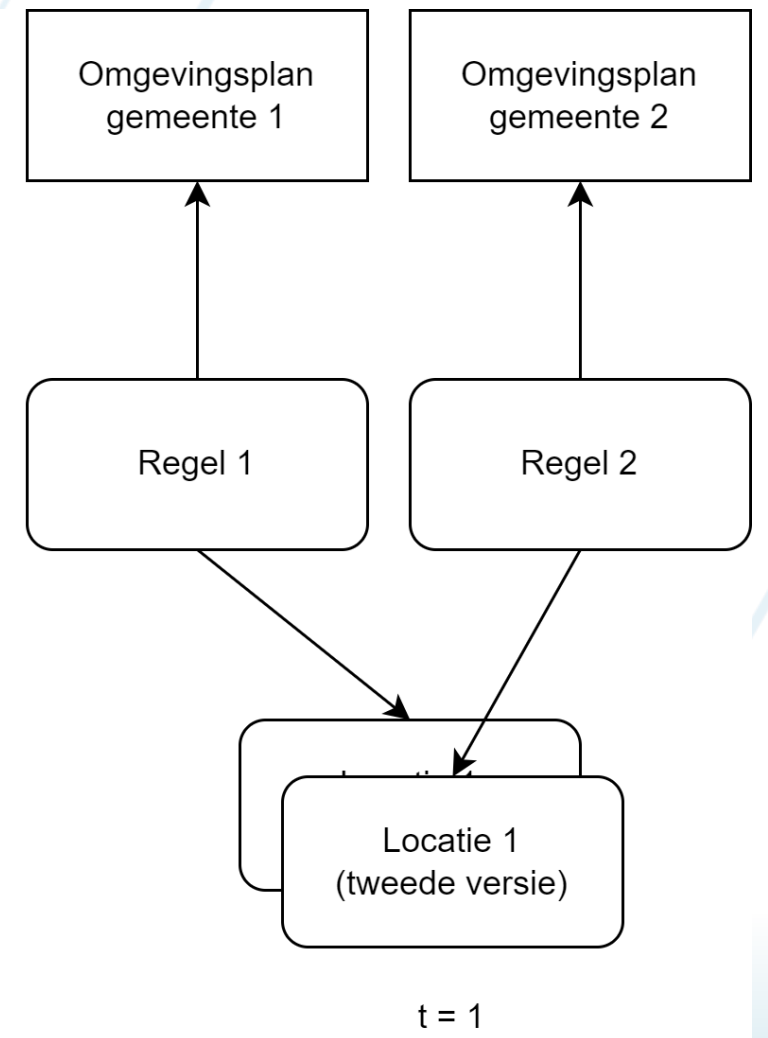 Omgevingsplan
gemeente 1
Omgevingsplan
gemeente 2
Regel 1
Regel 2
Locatie 1
(tweede versie)
t = 1